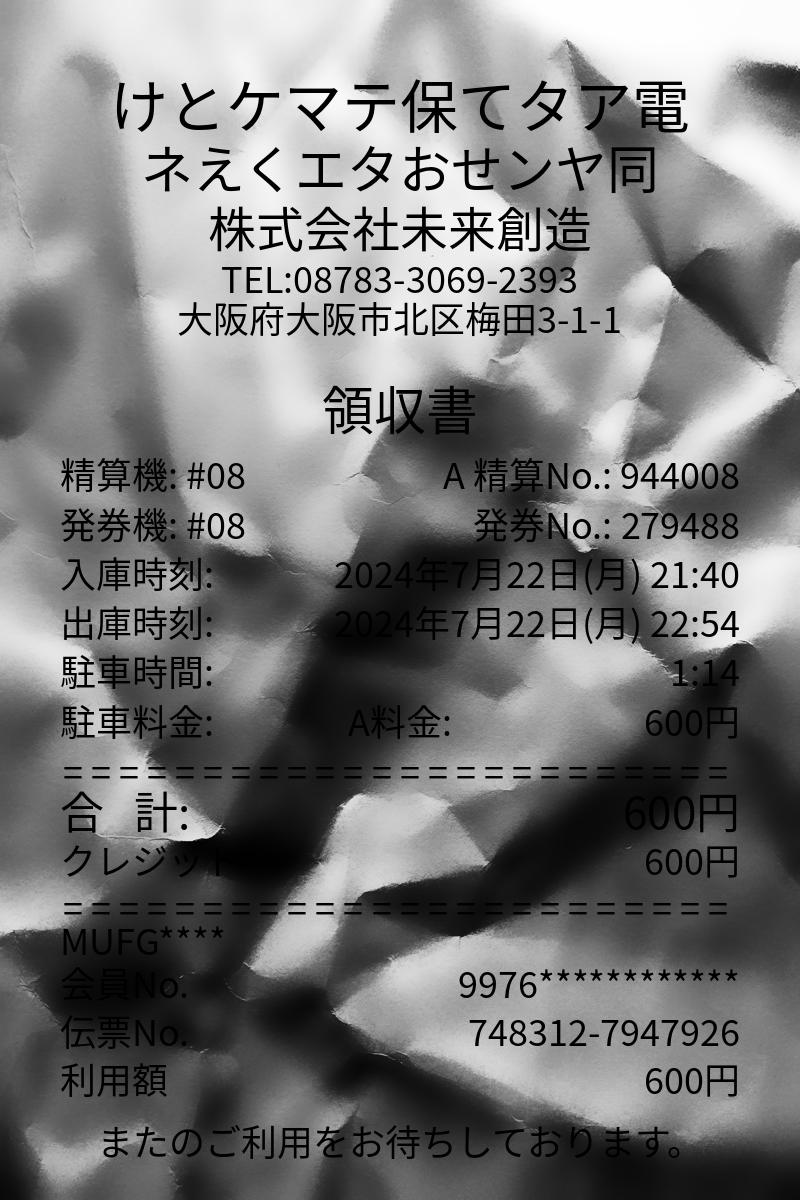 けとケマテ保てタア電
ネえくエタおせンヤ同
株式会社未来創造
TEL:08783-3069-2393
大阪府大阪市北区梅田3-1-1
領収書
精算機: #08 A 精算No.: 944008
発券機: #08 発券No.: 279488
入庫時刻: 2024年7月22日(月) 21:40
出庫時刻: 2024年7月22日(月) 22:54
駐車時間: 1:14
駐車料金: A料金: 600円
========================
合 計: 600円
クレジット 600円
========================
MUFG****
会員No. 9976************
伝票No. 748312-7947926
利用額 600円
またのご利用をお待ちしております。